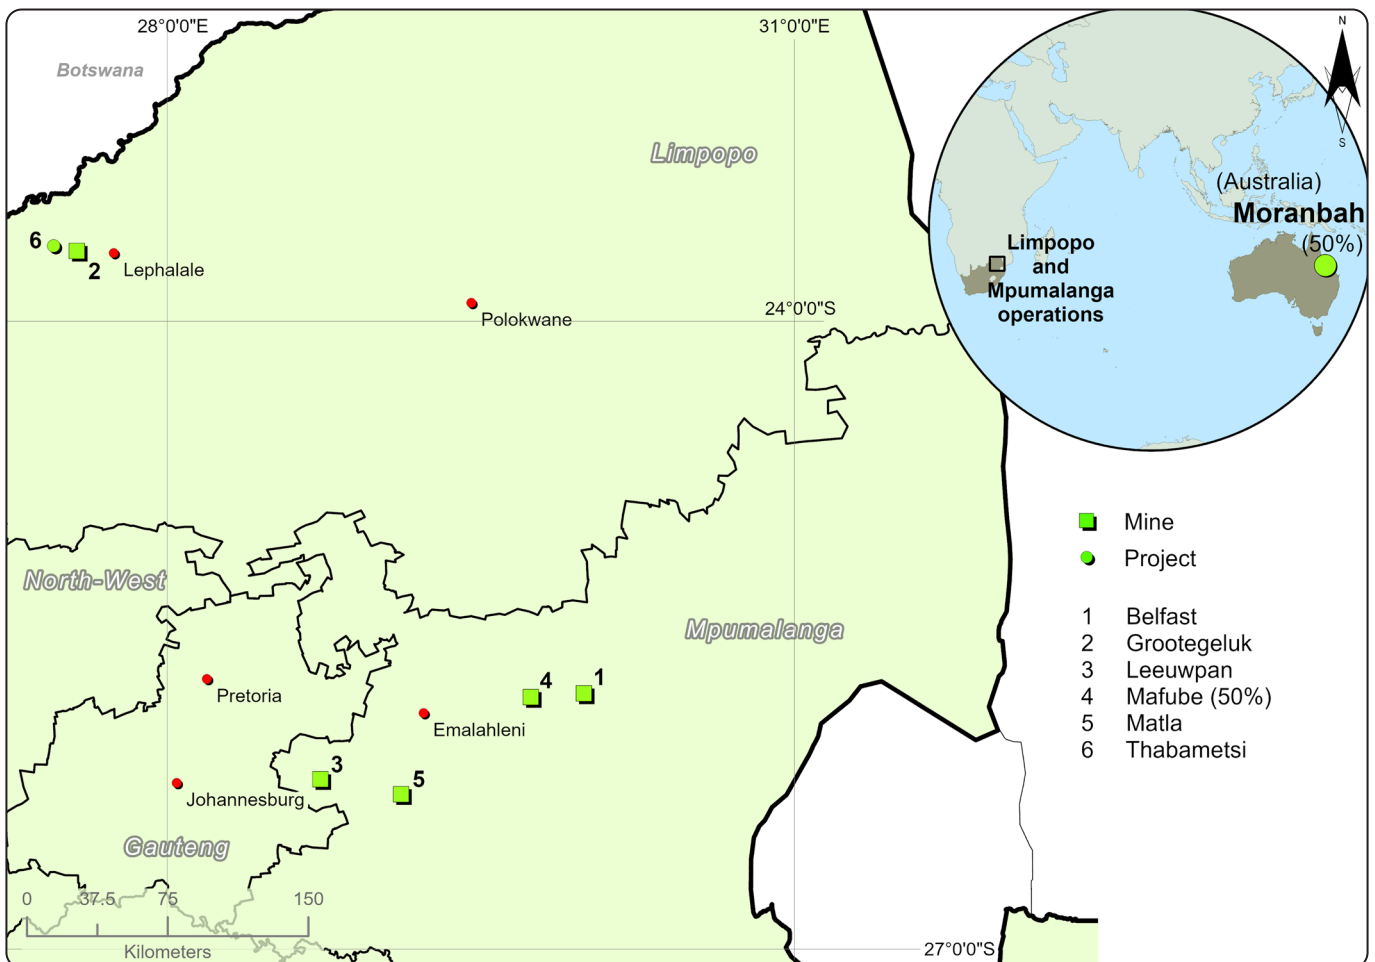 28°0'0"E
31°0'0"E
N
Botswana
Limpopo
S
(Australia)
Moranbah
(50%)
6
2
Lephalale
Limpopo
and
Mpumalanga
operations
Polokwane
24°0'0"S
Mine
Project
North-West
Mpumalanga
1 Belfast
2 Grootegeluk
3 Leeuwpan
4 Mafube (50%)
5 Matla
6 Thabametsi
Pretoria
4
1
Emalahleni
3
5
Johannesburg
Gauteng
0 37.5 75 150
Kilometers
27°0'0"S